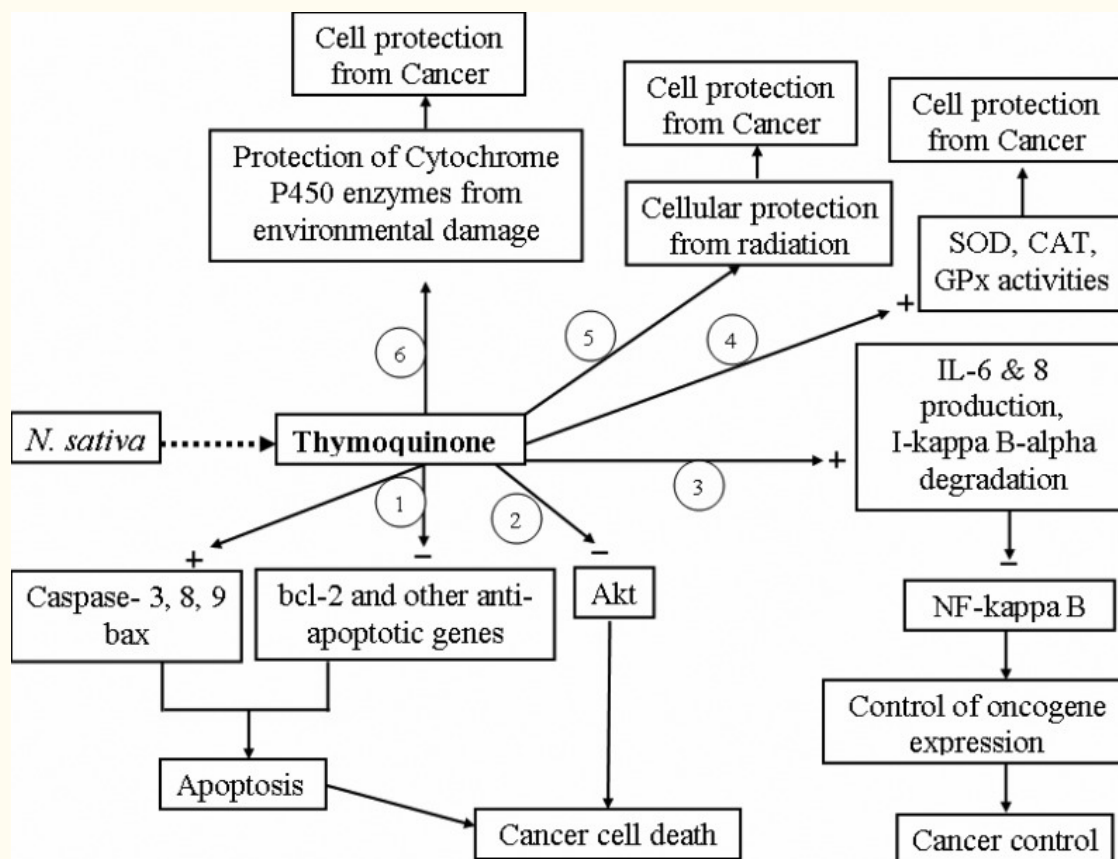 Cell protection
from Cancer
Protection of Cytochrome
P450 enzymes from
environmental damage
Cell protection
from Cancer
Cellular protection
from radiation
Cell protection
from Cancer
SOD, CAT,
GPx activities
+
6
5
4
N. sativa
Thymoquinone
3
+
IL-6 & 8
production,
I-kappa B-alpha
degradation
1
2
+
Caspase- 3, 8, 9
bax
−
bcl-2 and other anti-
apoptotic genes
−
Akt
−
NF-kappa B
Control of oncogene
expression
Apoptosis
Cancer cell death
Cancer control